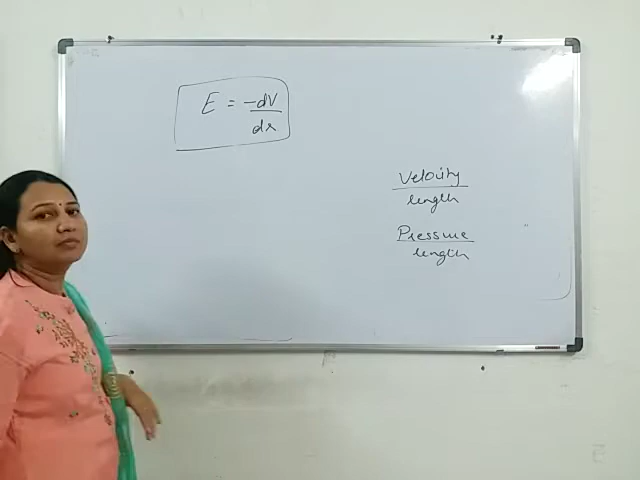 E = -dV
dx
Velocity
length
Pressure
length